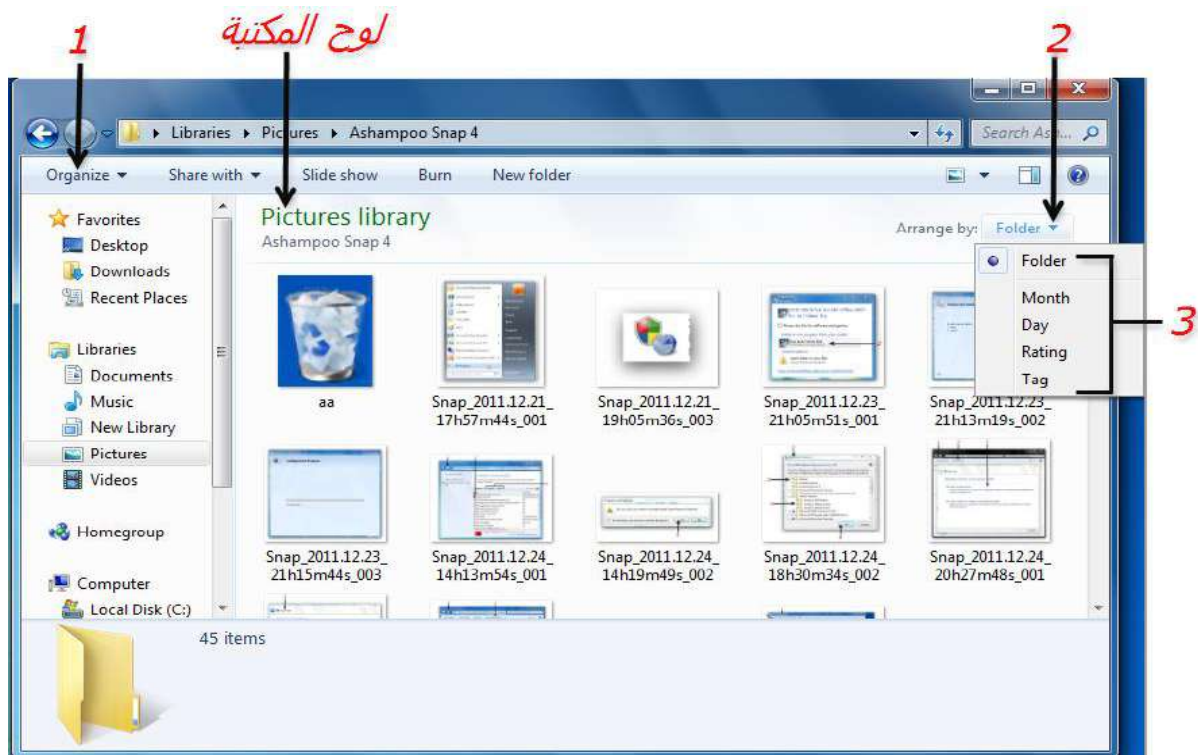 1
لوح المكتبة
2
Libraries Pictures Ashampoo Snap 4
Search Ash...
Organize Share with Slide show Burn New folder
Favorites
Desktop
Downloads
Recent Places
Libraries
Documents
Music
New Library
Pictures
Videos
Homegroup
Computer
Local Disk (C:)
Pictures library
Ashampoo Snap 4
Arrange by: Folder
Folder
Month
Day
Rating
Tag
3
aa
Snap_2011.12.21_
17h57m44s_001
Snap_2011.12.21_
19h05m36s_003
Snap_2011.12.23_
21h05m51s_001
Snap_2011.12.23_
21h13m19s_002
Snap_2011.12.23_
21h15m44s_003
Snap_2011.12.24_
14h13m54s_001
Snap_2011.12.24_
14h19m49s_002
Snap_2011.12.24_
18h30m34s_002
Snap_2011.12.24_
20h27m48s_001
45 items